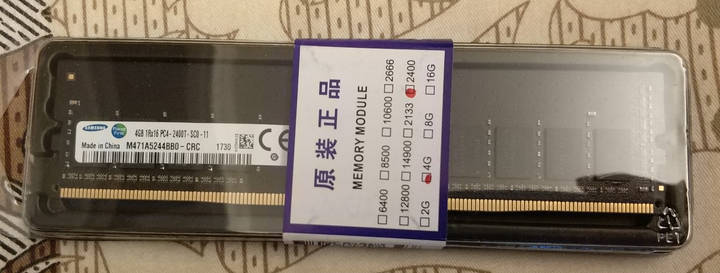 SAMSUNG
4GB 1Rx16 PC4-2400T-SC0-11
Made in China M471A5244BB0-CRC 1730
原装正品
MEMORY MODULE
6400 8500 10600 2666
12800 14900 2133 2400
2G 4G 8G 16G
PET